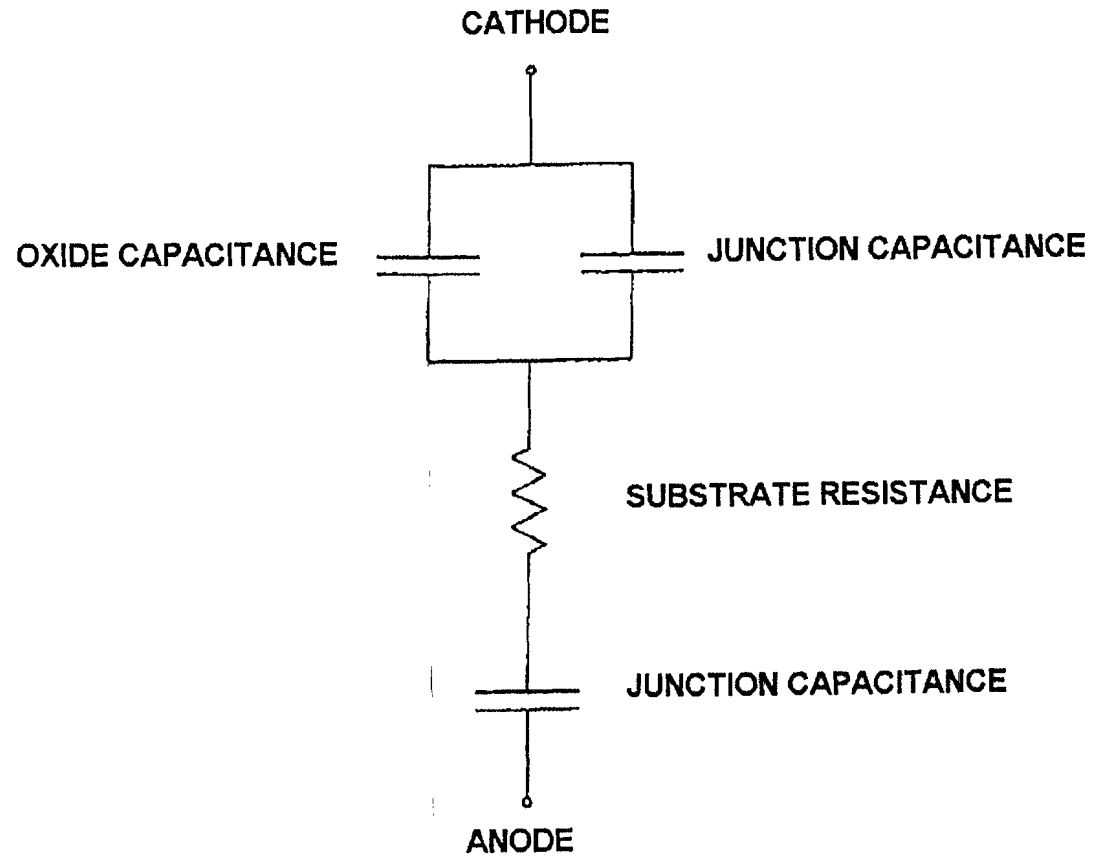 CATHODE
OXIDE CAPACITANCE
JUNCTION CAPACITANCE
SUBSTRATE RESISTANCE
JUNCTION CAPACITANCE
ANODE